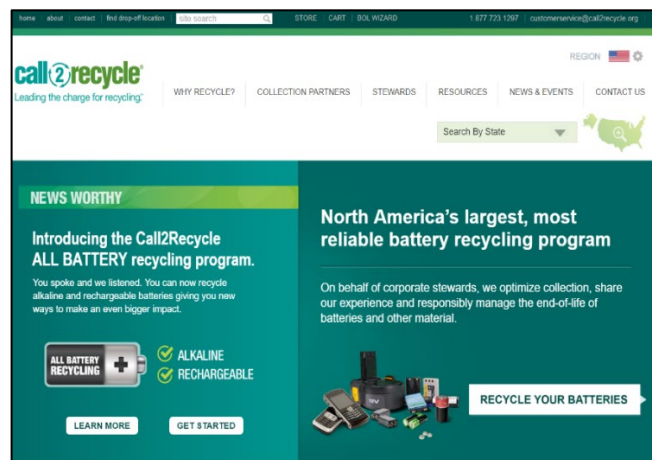 home about contact find drop-off location site search STORE CART BOL WIZARD 1.877.723.1297 customerservice@call2recycle.org
REGION
call2recycle®
Leading the charge for recycling.™
WHY RECYCLE? COLLECTION PARTNERS STEWARDS RESOURCES NEWS & EVENTS CONTACT US
Search By State
NEWS WORTHY
Introducing the Call2Recycle
ALL BATTERY recycling program.
You spoke and we listened. You can now recycle
alkaline and rechargeable batteries giving you new
ways to make an even bigger impact.
ALL BATTERY
RECYCLING
+
ALKALINE
RECHARGEABLE
LEARN MORE GET STARTED
North America's largest, most
reliable battery recycling program
On behalf of corporate stewards, we optimize collection, share
our experience and responsibly manage the end-of-life of
batteries and other material.
RECYCLE YOUR BATTERIES